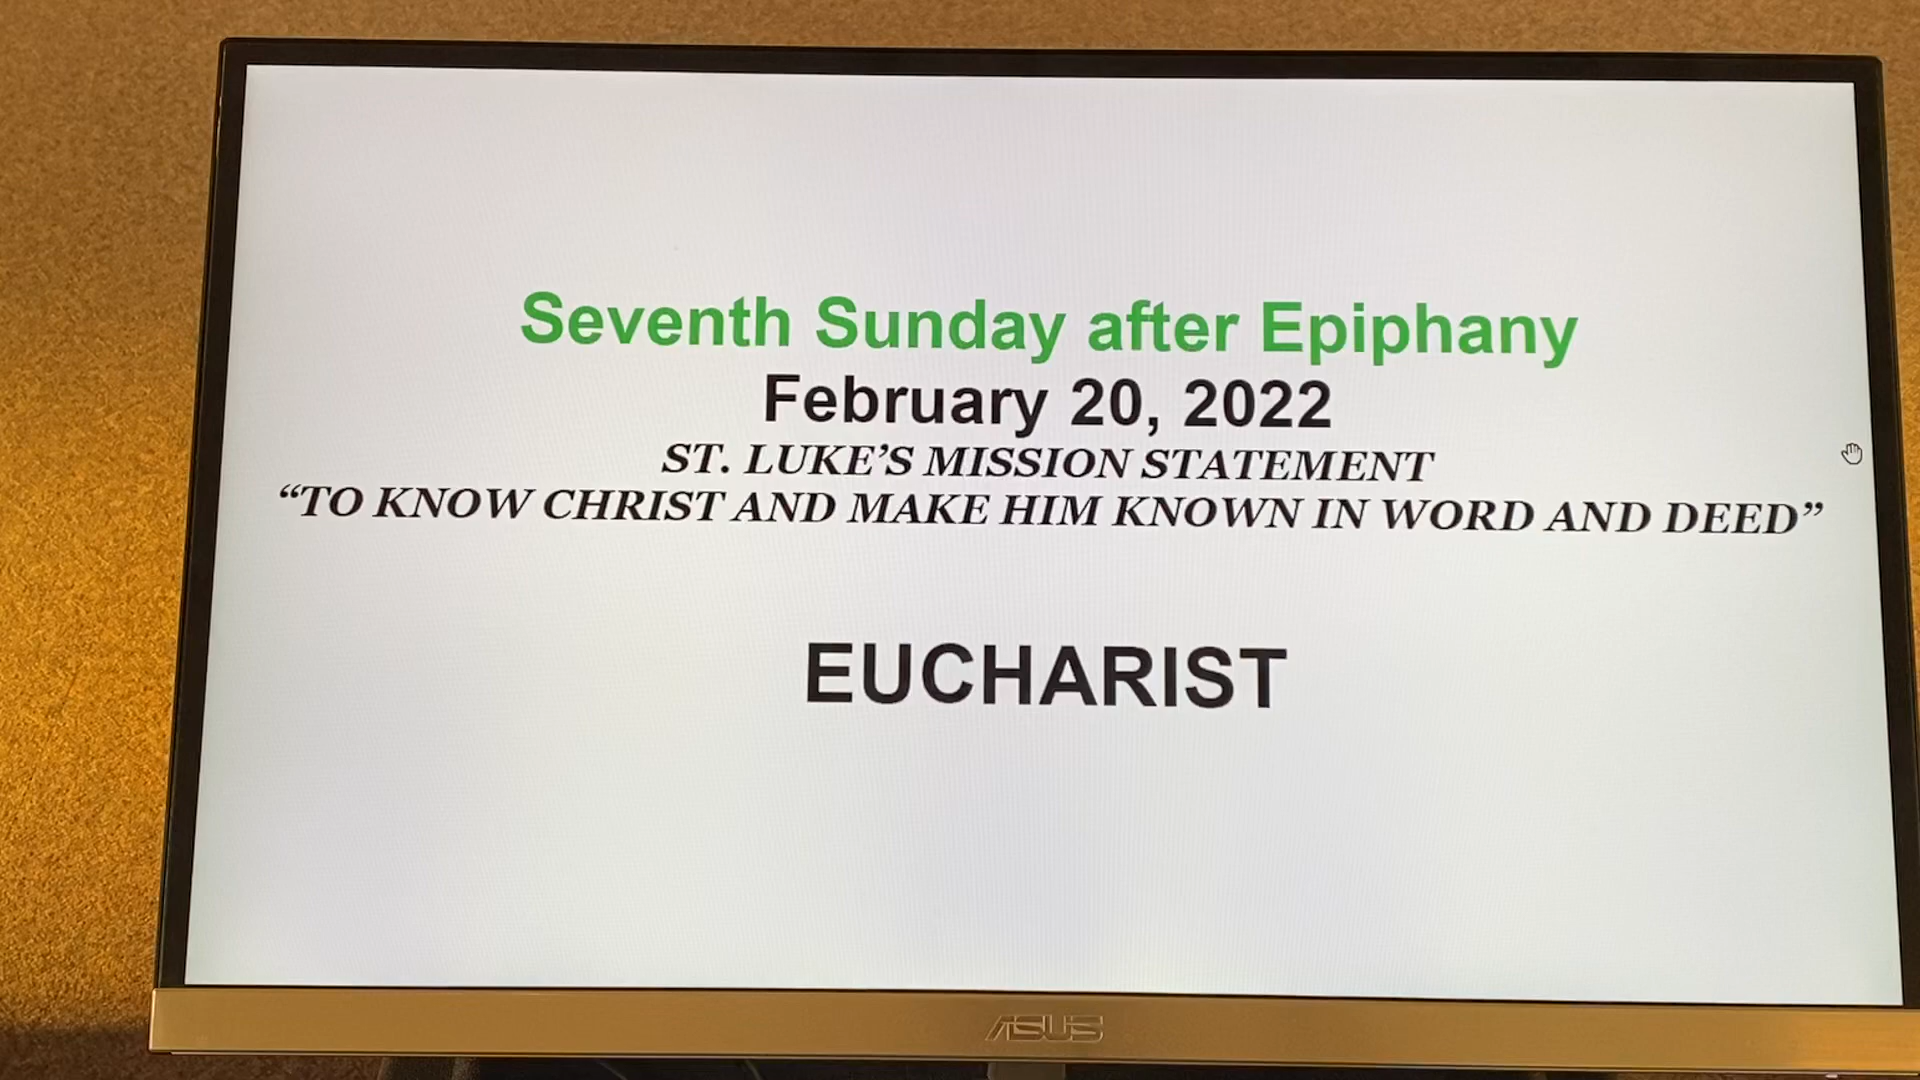 Seventh Sunday after Epiphany
February 20, 2022
ST. LUKE’S MISSION STATEMENT
“TO KNOW CHRIST AND MAKE HIM KNOWN IN WORD AND DEED”
EUCHARIST
ASUS